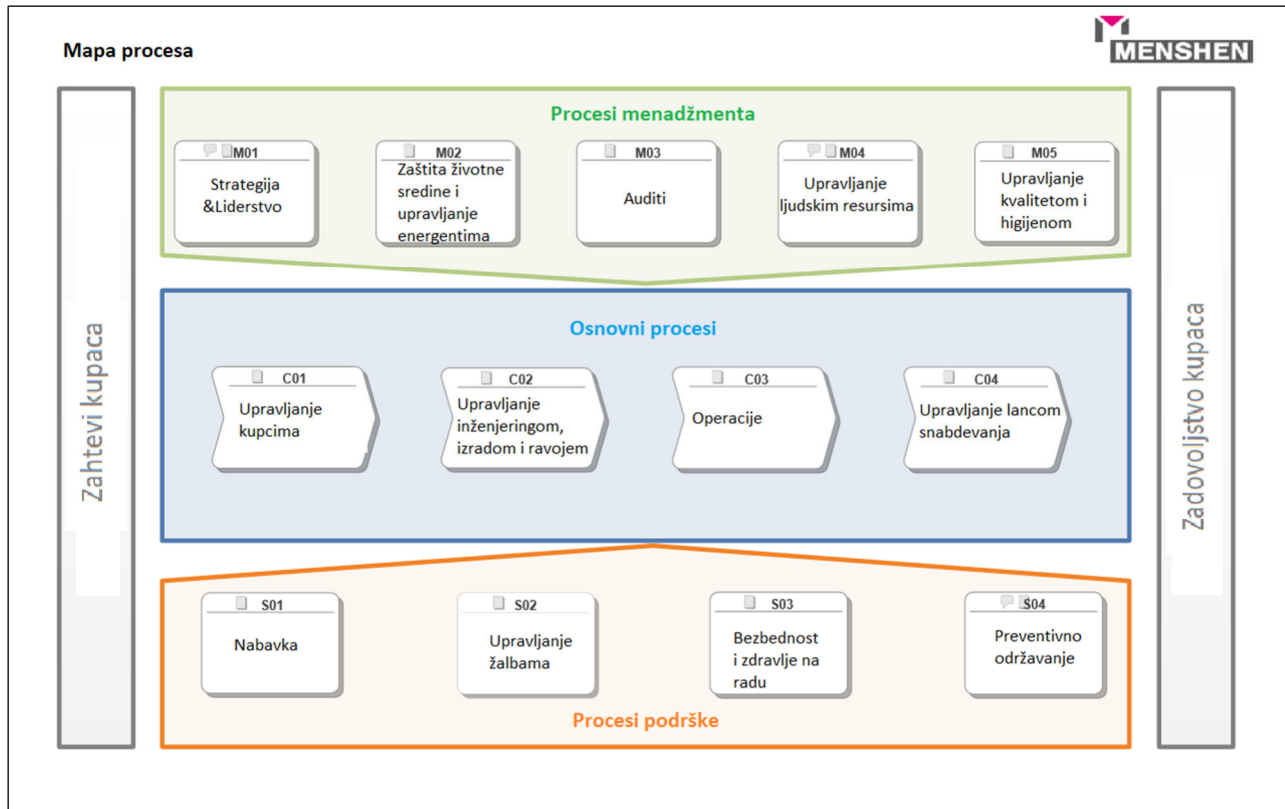 Mapa procesa
MENSHEN
Zahtevi kupaca
Procesi menadžmenta
M01
Strategija
&Liderstvo
M02
Zaštita životne
sredine i
upravljanje
energentima
M03
Auditi
M04
Upravljanje
ljudskim resursima
M05
Upravljanje
kvalitetom i
higijenom
Osnovni procesi
C01
Upravljanje
kupcima
C02
Upravljanje
inženjeringom,
izradom i ravojem
C03
Operacije
C04
Upravljanje lancom
snabdevanja
S01
Nabavka
S02
Upravljanje
žalbama
S03
Bezbednost
i zdravlje na
radu
S04
Preventivno
održavanje
Procesi podrške
Zadovoljstvo kupaca